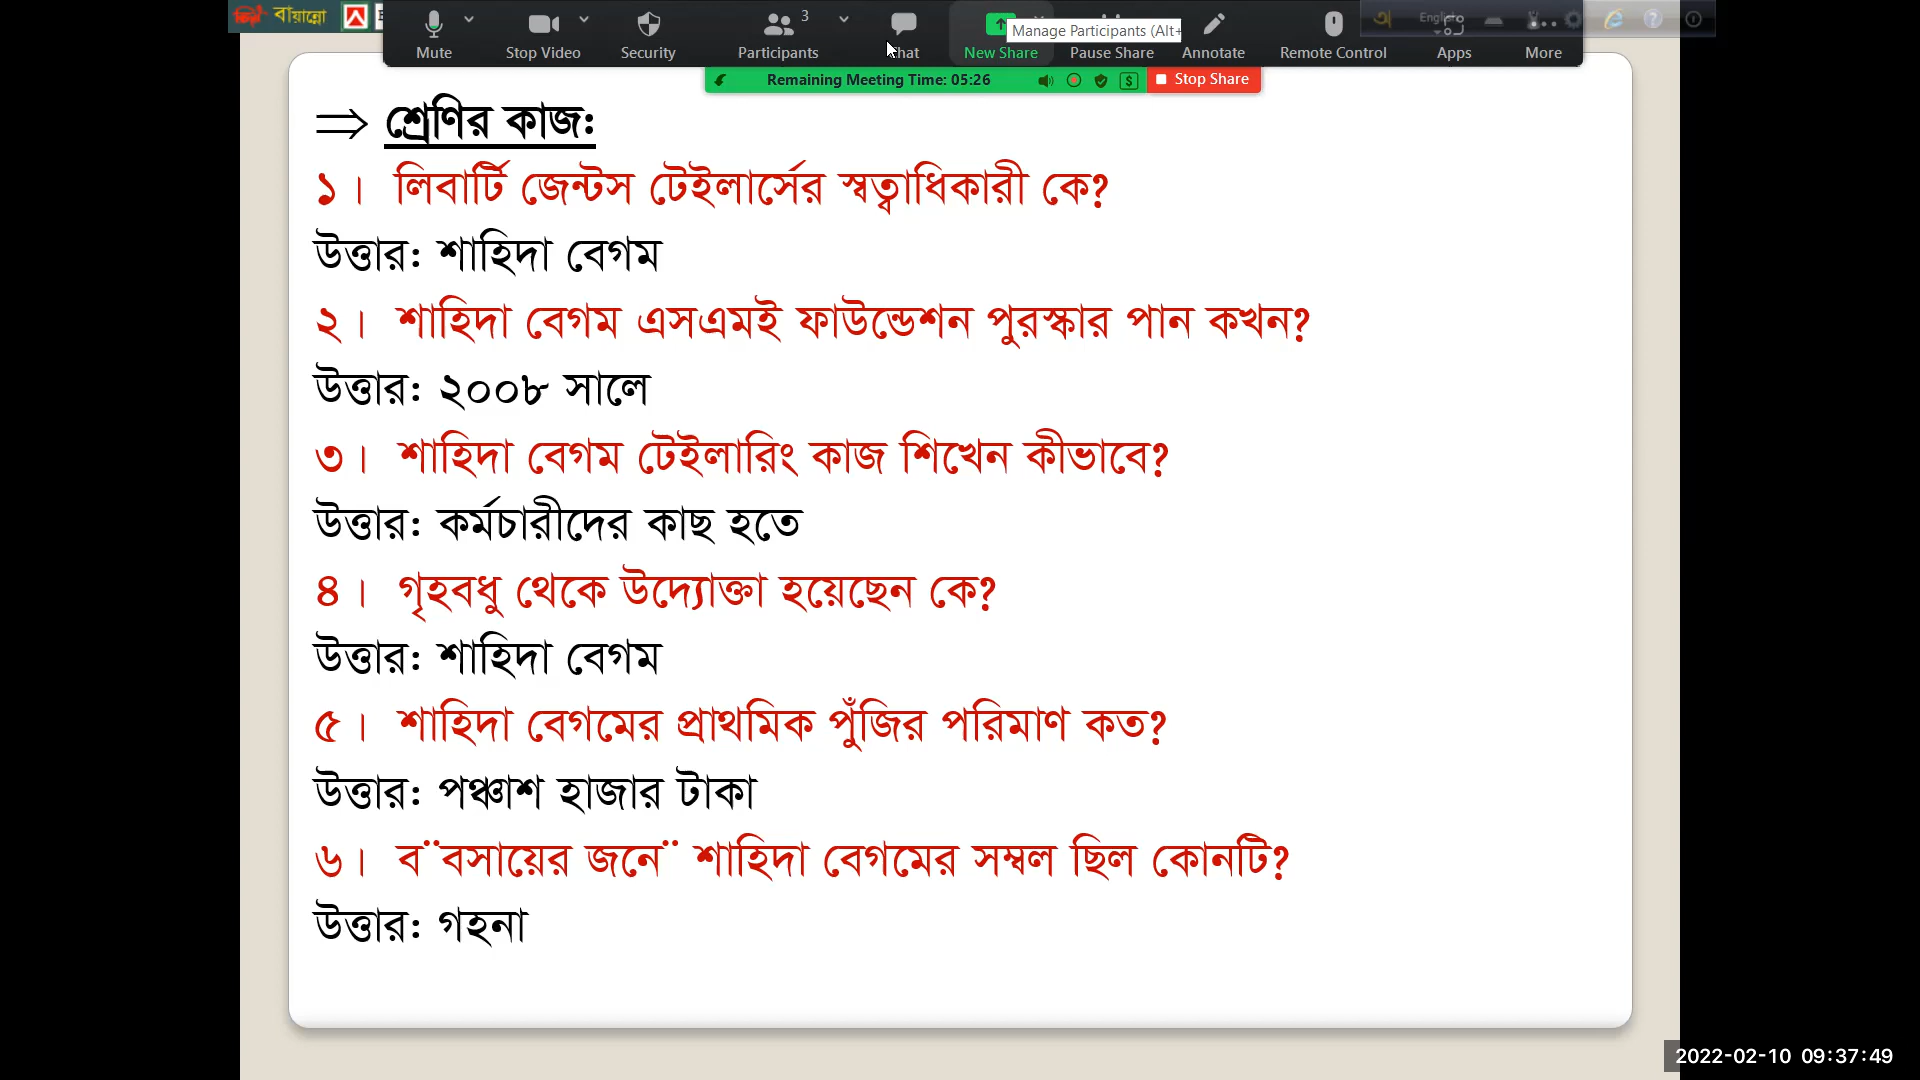 বায়ান্নো
Mute
Stop Video
Security
Participants
3
Chat
New Share
Manage Participants (Alt+
Pause Share
Annotate
Remote Control
Apps
More
English
Remaining Meeting Time: 05:26
Stop Share
⇒ শ্রেণির কাজ:
১। লিবার্টি জেন্টস টেইলার্সের স্বত্বাধিকারী কে?
উত্তার: শাহিদা বেগম
২। শাহিদা বেগম এসএমই ফাউন্ডেশন পুরস্কার পান কখন?
উত্তার: ২০০৮ সালে
৩। শাহিদা বেগম টেইলারিং কাজ শিখেন কীভাবে?
উত্তার: কর্মচারীদের কাছ হতে
৪। গৃহবধু থেকে উদ্যোক্তা হয়েছেন কে?
উত্তার: শাহিদা বেগম
৫। শাহিদা বেগমের প্রাথমিক পুঁজির পরিমাণ কত?
উত্তার: পঞ্চাশ হাজার টাকা
৬। ব¨বসায়ের জনে¨ শাহিদা বেগমের সম্বল ছিল কোনটি?
উত্তার: গহনা
2022-02-10 09:37:49